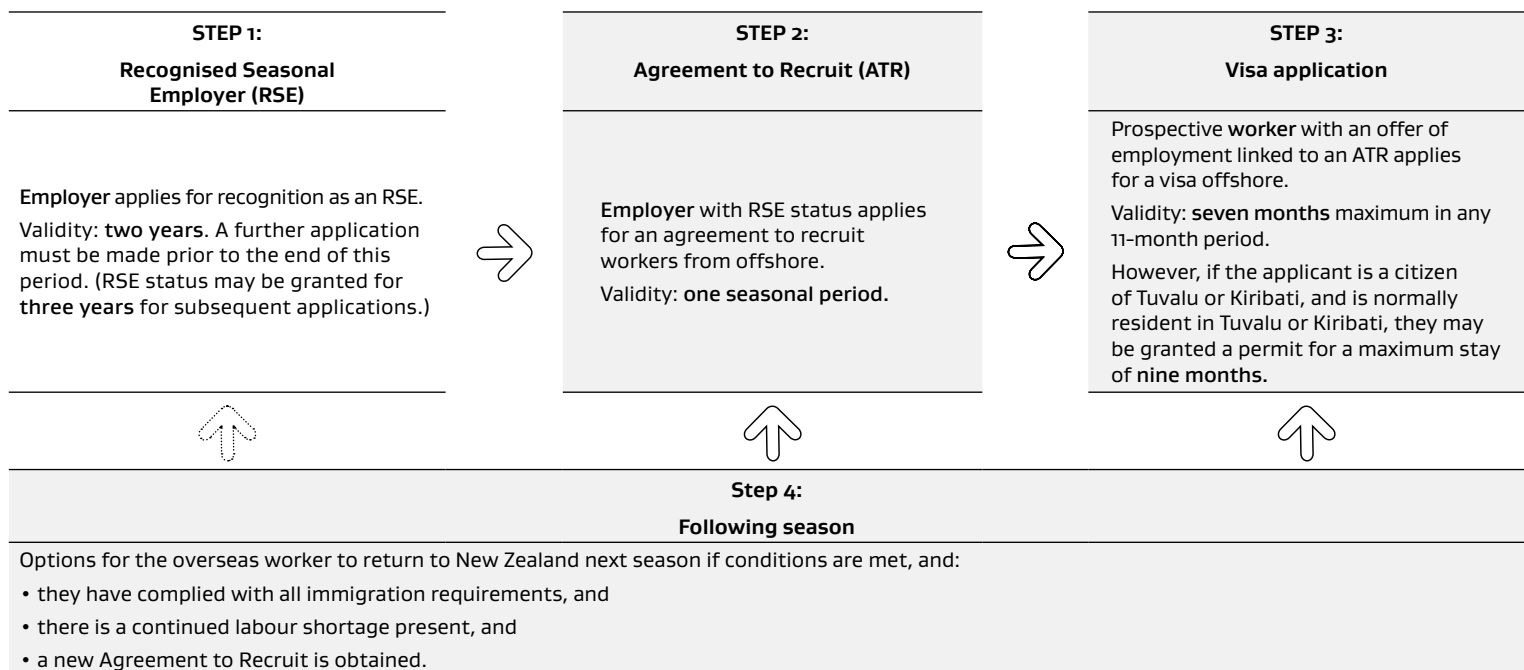 STEP 1:
Recognised Seasonal
Employer (RSE)
Employer applies for recognition as an RSE.
Validity: two years. A further application
must be made prior to the end of this
period. (RSE status may be granted for
three years for subsequent applications.)
STEP 2:
Agreement to Recruit (ATR)
Employer with RSE status applies
for an agreement to recruit
workers from offshore.
Validity: one seasonal period.
STEP 3:
Visa application
Prospective worker with an offer of
employment linked to an ATR applies
for a visa offshore.
Validity: seven months maximum in any
11-month period.
However, if the applicant is a citizen
of Tuvalu or Kiribati, and is normally
resident in Tuvalu or Kiribati, they may
be granted a permit for a maximum stay
of nine months.
Step 4:
Following season
Options for the overseas worker to return to New Zealand next season if conditions are met, and:
• they have complied with all immigration requirements, and
• there is a continued labour shortage present, and
• a new Agreement to Recruit is obtained.